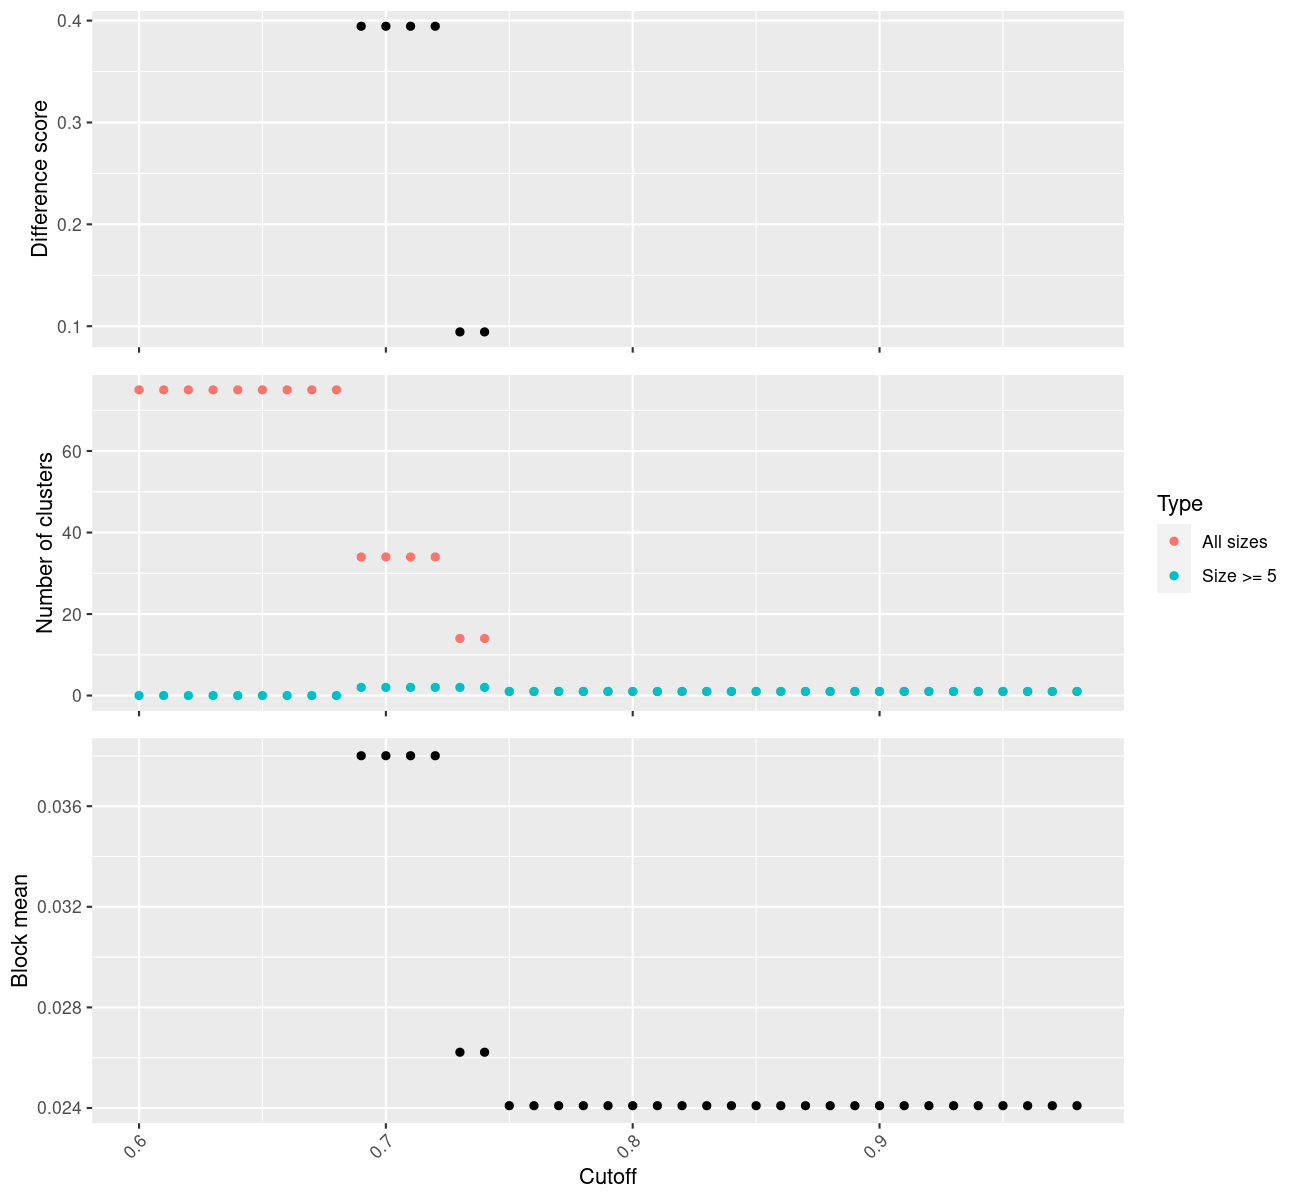 Difference score
0.4
0.3
0.2
0.1
Number of clusters
60
40
20
0
Type
All sizes
Size >= 5
Block mean
0.036
0.032
0.028
0.024
0.6
0.7
0.8
0.9
Cutoff